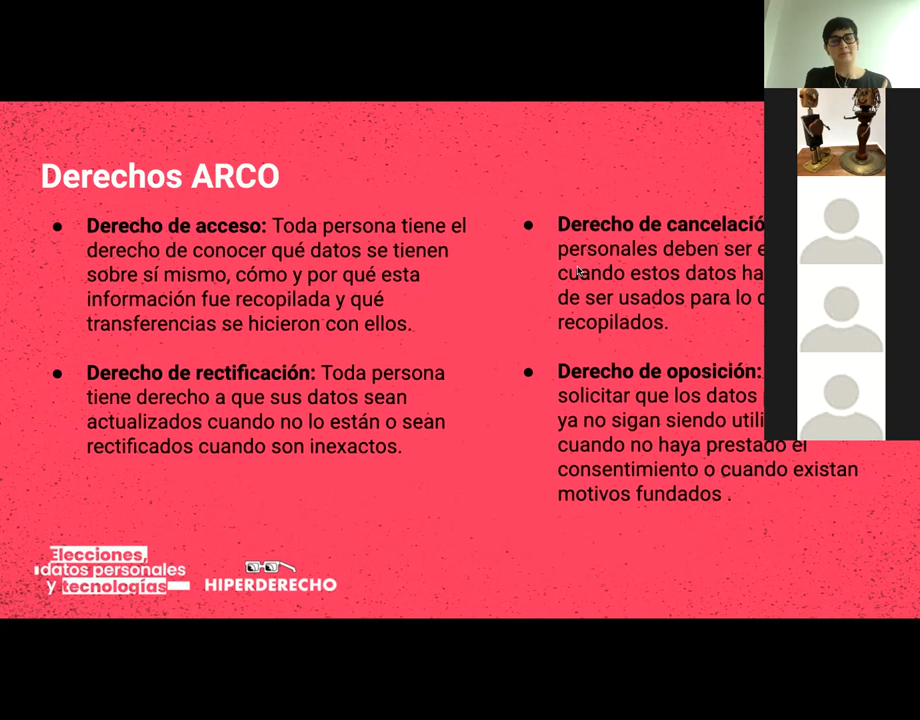 Derechos ARCO
● Derecho de acceso: Toda persona tiene el
derecho de conocer qué datos se tienen
sobre sí mismo, cómo y por qué esta
información fue recopilada y qué
transferencias se hicieron con ellos.
● Derecho de rectificación: Toda persona
tiene derecho a que sus datos sean
actualizados cuando no lo están o sean
rectificados cuando son inexactos.
● Derecho de
personales deben ser
cuando estos datos
de ser usados para lo
recopilados.
● Derecho de oposición:
solicitar que los datos
ya no sigan siendo
cuando no haya prestado el
consentimiento o cuando existan
motivos fundados .
Elecciones,
datos personales
y tecnologías
HIPERDERECHO